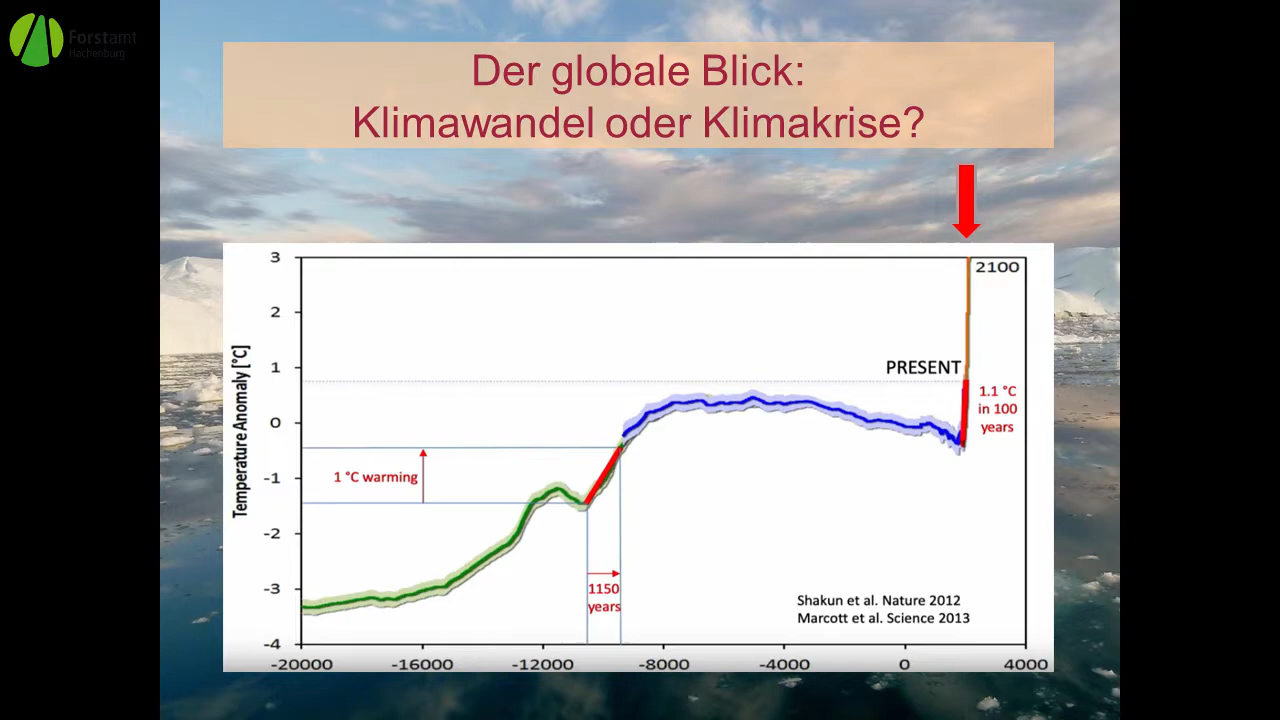 Forstamt
Hachenburg
Der globale Blick:
Klimawandel oder Klimakrise?
3
2100
2
1
PRESENT
1.1 °C
in 100
years
0
Temperature Anomaly [°C]
1 °C warming
-1
-2
-3
1150
years
Shakun et al. Nature 2012
Marcott et al. Science 2013
-4
-20000 -16000 -12000 -8000 -4000 0 4000